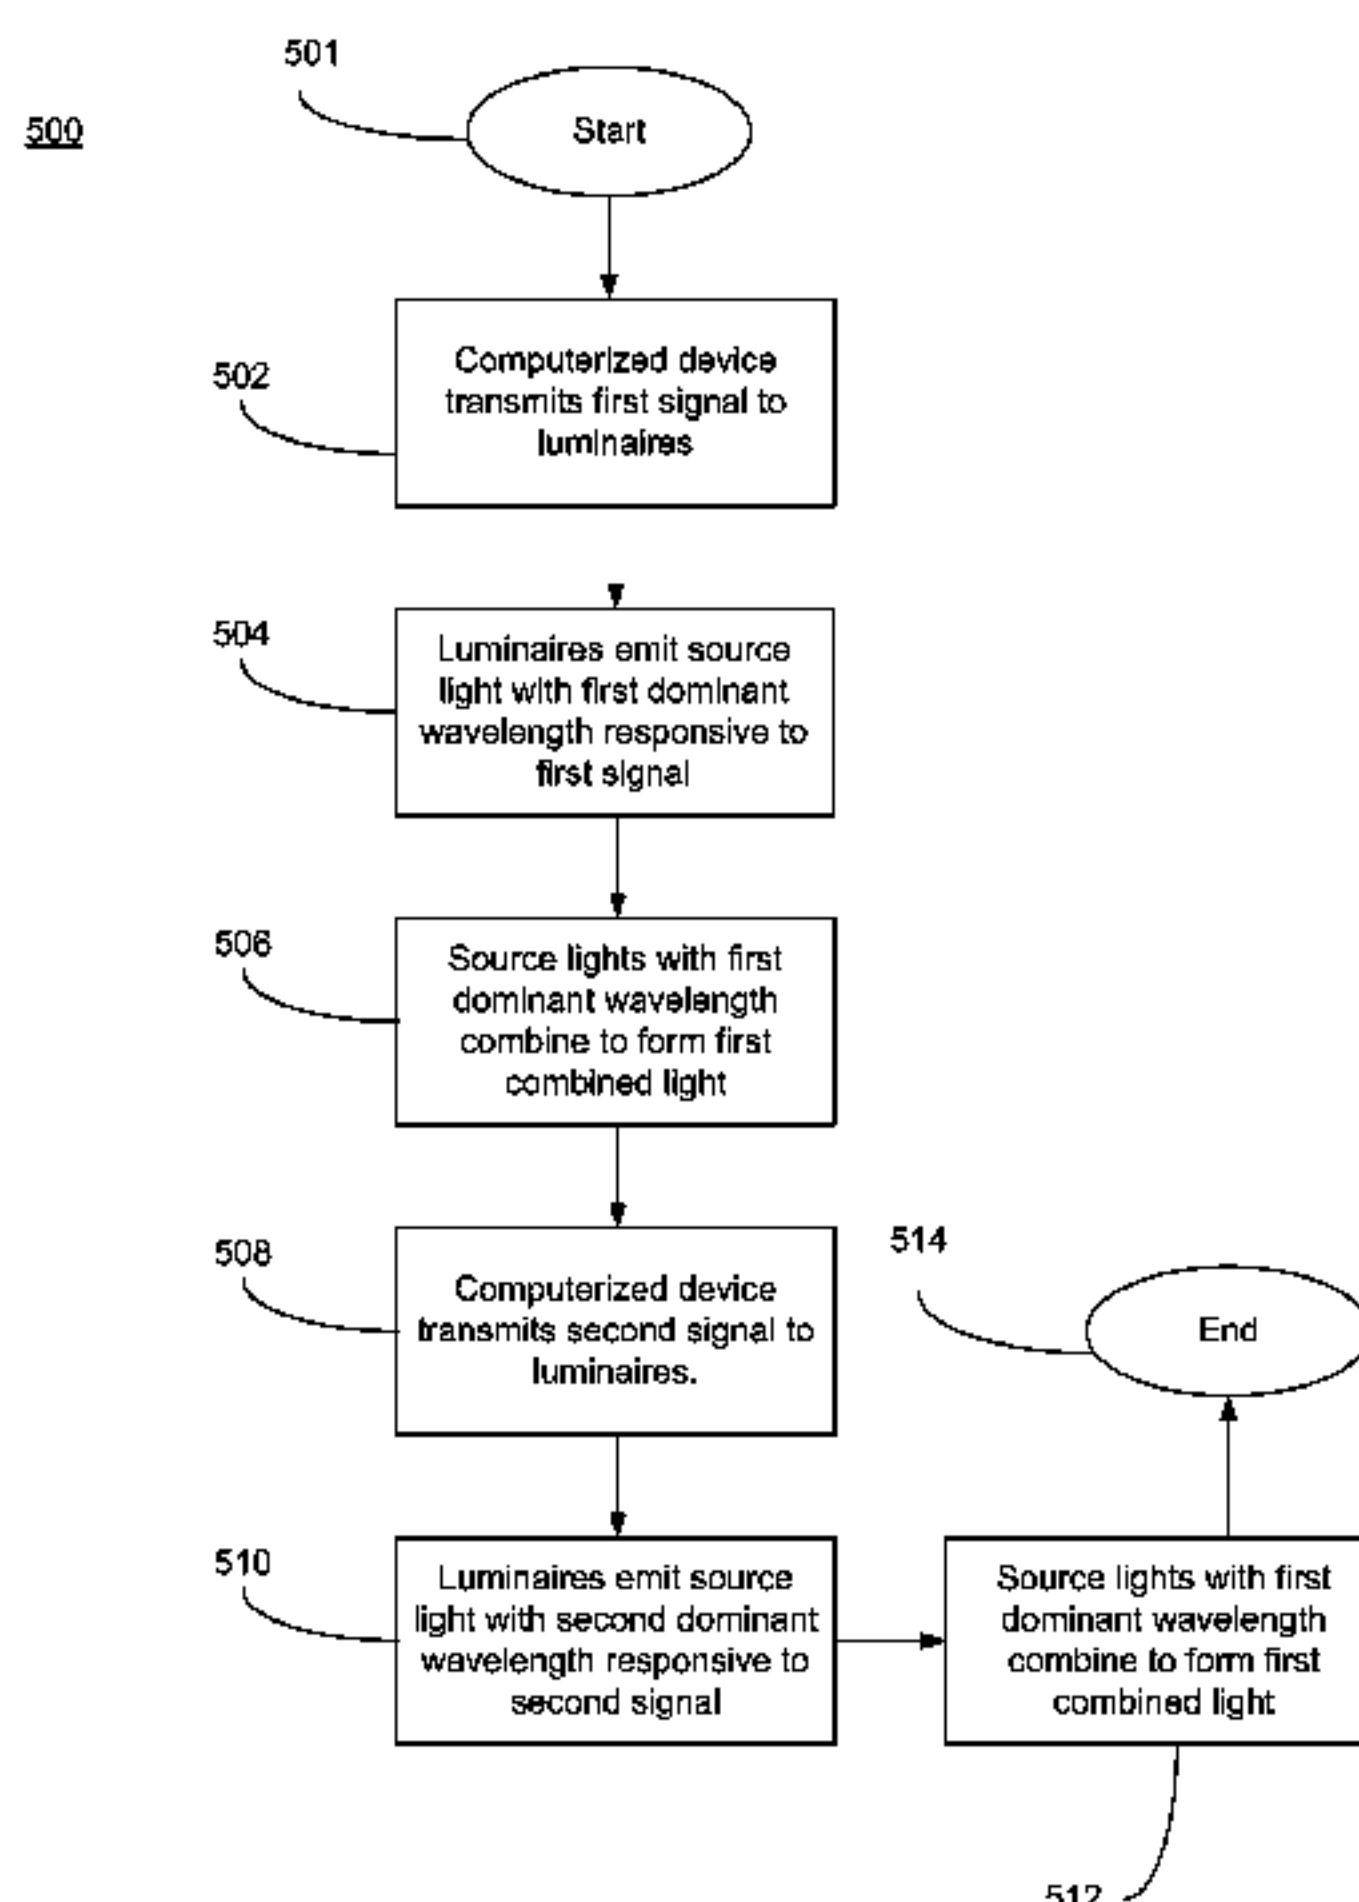 501
500
Start
502
Computerized device
transmits first signal to
luminaires
504
Luminaires emit source
light with first dominant
wavelength responsive to
first signal
506
Source lights with first
dominant wavelength
combine to form first
combined light
508
Computerized device
transmits second signal to
luminaires.
514
End
510
Luminaires emit source
light with second dominant
wavelength responsive to
second signal
Source lights with first
dominant wavelength
combine to form first
combined light
512